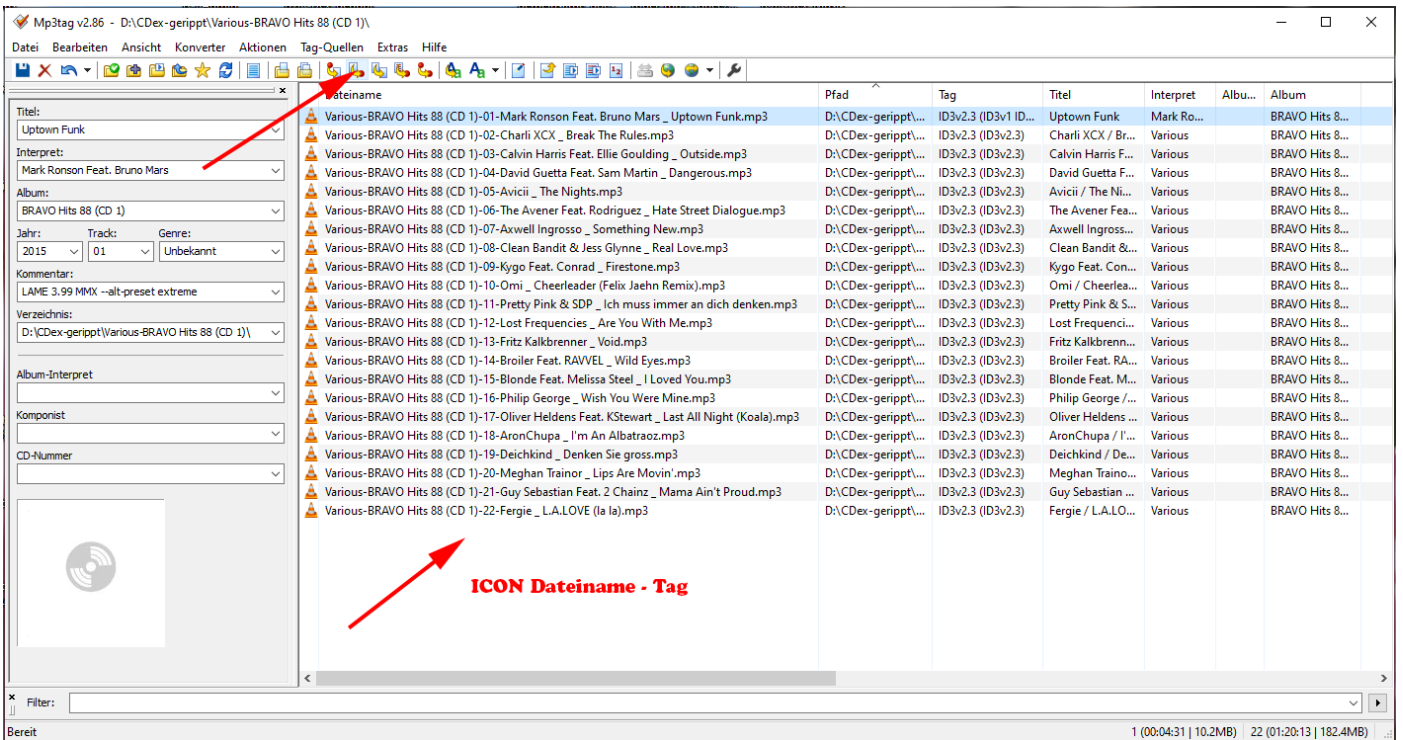 Mp3tag v2.86 - D:\CDex-gerippt\Various-BRAVO Hits 88 (CD 1)\
Datei Bearbeiten Ansicht Konverter Aktionen Tag-Quellen Extras Hilfe
Titel:
Uptown Funk
Interpret:
Mark Ronson Feat. Bruno Mars
Album:
BRAVO Hits 88 (CD 1)
Jahr: Track: Genre:
2015 01 Unbekannt
Kommentar:
LAME 3.99 MMX --alt-preset extreme
Verzeichnis:
D:\CDex-gerippt\Various-BRAVO Hits 88 (CD 1)\
Album-Interpret
Komponist
CD-Nummer
Dateiname Pfad Tag Titel Interpret Albu... Album
Various-BRAVO Hits 88 (CD 1)-01-Mark Ronson Feat. Bruno Mars _ Uptown Funk.mp3 D:\CDex-gerippt\... ID3v2.3 (ID3v1 ID... Uptown Funk Mark Ro... BRAVO Hits 8...
Various-BRAVO Hits 88 (CD 1)-02-Charli XCX _ Break The Rules.mp3 D:\CDex-gerippt\... ID3v2.3 (ID3v2.3) Charli XCX / Br... Various BRAVO Hits 8...
Various-BRAVO Hits 88 (CD 1)-03-Calvin Harris Feat. Ellie Goulding _ Outside.mp3 D:\CDex-gerippt\... ID3v2.3 (ID3v2.3) Calvin Harris F... Various BRAVO Hits 8...
Various-BRAVO Hits 88 (CD 1)-04-David Guetta Feat. Sam Martin _ Dangerous.mp3 D:\CDex-gerippt\... ID3v2.3 (ID3v2.3) David Guetta F... Various BRAVO Hits 8...
Various-BRAVO Hits 88 (CD 1)-05-Avicii _ The Nights.mp3 D:\CDex-gerippt\... ID3v2.3 (ID3v2.3) Avicii / The Ni... Various BRAVO Hits 8...
Various-BRAVO Hits 88 (CD 1)-06-The Avener Feat. Rodriguez _ Hate Street Dialogue.mp3 D:\CDex-gerippt\... ID3v2.3 (ID3v2.3) The Avener Fea... Various BRAVO Hits 8...
Various-BRAVO Hits 88 (CD 1)-07-Axwell Ingrosso _ Something New.mp3 D:\CDex-gerippt\... ID3v2.3 (ID3v2.3) Axwell Ingross... Various BRAVO Hits 8...
Various-BRAVO Hits 88 (CD 1)-08-Clean Bandit & Jess Glynne _ Real Love.mp3 D:\CDex-gerippt\... ID3v2.3 (ID3v2.3) Clean Bandit &... Various BRAVO Hits 8...
Various-BRAVO Hits 88 (CD 1)-09-Kygo Feat. Conrad _ Firestone.mp3 D:\CDex-gerippt\... ID3v2.3 (ID3v2.3) Kygo Feat. Con... Various BRAVO Hits 8...
Various-BRAVO Hits 88 (CD 1)-10-Omi _ Cheerleader (Felix Jaehn Remix).mp3 D:\CDex-gerippt\... ID3v2.3 (ID3v2.3) Omi / Cheerlea... Various BRAVO Hits 8...
Various-BRAVO Hits 88 (CD 1)-11-Pretty Pink & SDP _ Ich muss immer an dich denken.mp3 D:\CDex-gerippt\... ID3v2.3 (ID3v2.3) Pretty Pink & S... Various BRAVO Hits 8...
Various-BRAVO Hits 88 (CD 1)-12-Lost Frequencies _ Are You With Me.mp3 D:\CDex-gerippt\... ID3v2.3 (ID3v2.3) Lost Frequenci... Various BRAVO Hits 8...
Various-BRAVO Hits 88 (CD 1)-13-Fritz Kalkbrenner _ Void.mp3 D:\CDex-gerippt\... ID3v2.3 (ID3v2.3) Fritz Kalkbrenn... Various BRAVO Hits 8...
Various-BRAVO Hits 88 (CD 1)-14-Broiler Feat. RAVVEL _ Wild Eyes.mp3 D:\CDex-gerippt\... ID3v2.3 (ID3v2.3) Broiler Feat. RA... Various BRAVO Hits 8...
Various-BRAVO Hits 88 (CD 1)-15-Blonde Feat. Melissa Steel _ I Loved You.mp3 D:\CDex-gerippt\... ID3v2.3 (ID3v2.3) Blonde Feat. M... Various BRAVO Hits 8...
Various-BRAVO Hits 88 (CD 1)-16-Philip George _ Wish You Were Mine.mp3 D:\CDex-gerippt\... ID3v2.3 (ID3v2.3) Philip George /... Various BRAVO Hits 8...
Various-BRAVO Hits 88 (CD 1)-17-Oliver Heldens Feat. KStewart _ Last All Night (Koala).mp3 D:\CDex-gerippt\... ID3v2.3 (ID3v2.3) Oliver Heldens ... Various BRAVO Hits 8...
Various-BRAVO Hits 88 (CD 1)-18-AronChupa _ I'm An Albatraoz.mp3 D:\CDex-gerippt\... ID3v2.3 (ID3v2.3) AronChupa / I'... Various BRAVO Hits 8...
Various-BRAVO Hits 88 (CD 1)-19-Deichkind _ Denken Sie gross.mp3 D:\CDex-gerippt\... ID3v2.3 (ID3v2.3) Deichkind / De... Various BRAVO Hits 8...
Various-BRAVO Hits 88 (CD 1)-20-Meghan Trainor _ Lips Are Movin'.mp3 D:\CDex-gerippt\... ID3v2.3 (ID3v2.3) Meghan Traino... Various BRAVO Hits 8...
Various-BRAVO Hits 88 (CD 1)-21-Guy Sebastian Feat. 2 Chainz _ Mama Ain't Proud.mp3 D:\CDex-gerippt\... ID3v2.3 (ID3v2.3) Guy Sebastian ... Various BRAVO Hits 8...
Various-BRAVO Hits 88 (CD 1)-22-Fergie _ L.A.LOVE (la la).mp3 D:\CDex-gerippt\... ID3v2.3 (ID3v2.3) Fergie / L.A.LO... Various BRAVO Hits 8...
ICON Dateiname - Tag
Filter:
Bereit 1 (00:04:31 | 10.2MB) 22 (01:20:13 | 182.4MB)